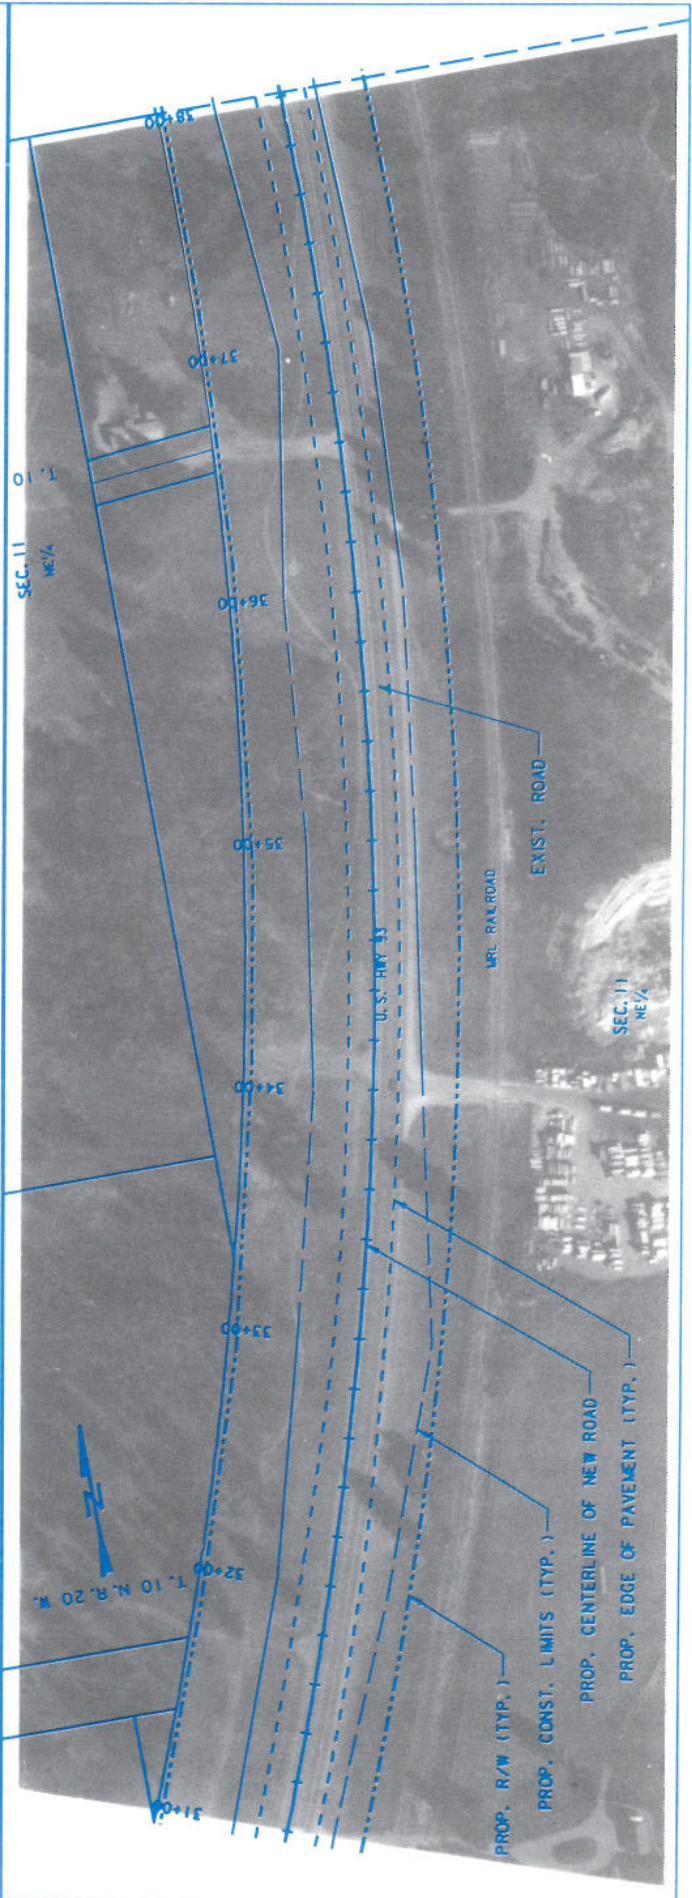 38+00
37+00
T. 10
SEC. 11
NE¼
36+00
EXIST. ROAD
35+00
MRL RAILROAD
U.S. HWY 93
SEC. 11
NE¼
34+00
33+00
T. 10 N. R. 20 W.
32+00
31+0
PROP. R/W (TYP.)
PROP. CONST. LIMITS (TYP.)
PROP. CENTERLINE OF NEW ROAD
PROP. EDGE OF PAVEMENT (TYP.)